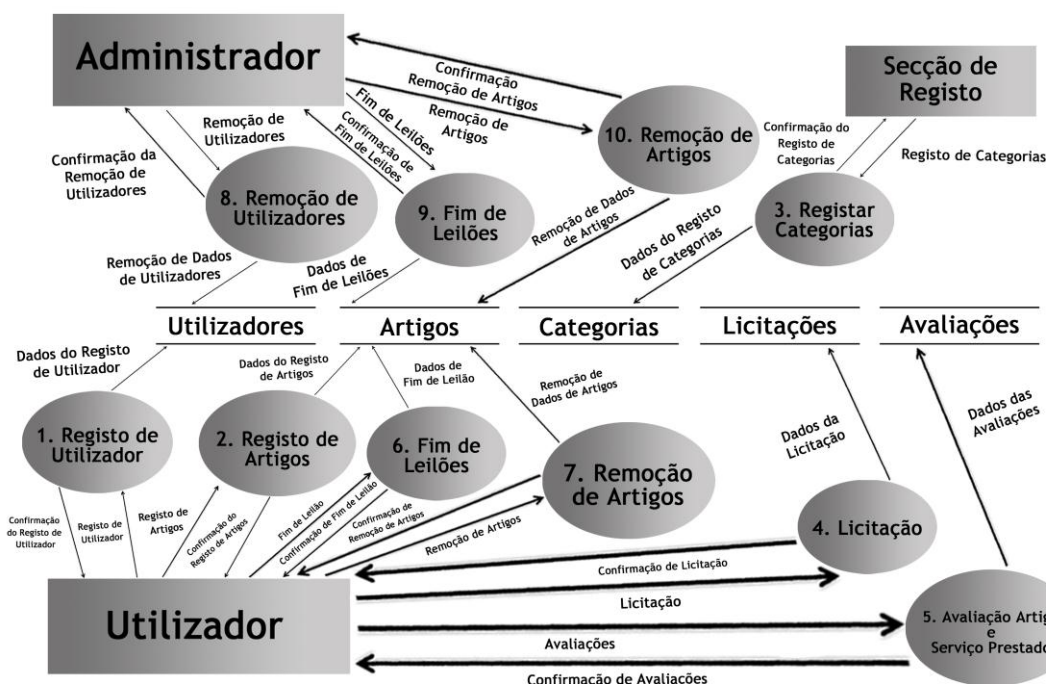 Administrador
Confirmação
Remoção de Artigos
Remoção de
Artigos
Secção de
Registo
Fim de Leilões
Confirmação de
Fim de Leilões
Remoção de
Utilizadores
Confirmação da
Remoção de
Utilizadores
10. Remoção de
Artigos
Confirmação do
Registo de
Categorias
Registo de Categorias
8. Remoção de
Utilizadores
9. Fim de
Leilões
3. Registar
Categorias
Remoção de Dados
de Artigos
Dados do Registo
de Categorias
Remoção de Dados
de Utilizadores
Dados de
Fim de Leilões
Utilizadores
Artigos
Categorias
Licitações
Avaliações
Dados do Registo
de Utilizador
Dados do Registo
de Artigos
Dados de
Fim de Leilão
Remoção de
Dados de Artigos
Dados da
Licitação
Dados das
Avaliações
1. Registo de
Utilizador
2. Registo de
Artigos
6. Fim de
Leilões
7. Remoção
de Artigos
4. Licitação
Confirmação
do Registo de
Utilizador
Registo de
Utilizador
Registo de
Artigos
Confirmação do
Registo de Artigos
Fim de Leilão
Confirmação de Fim de Leilão
Confirmação de
Remoção de Artigos
Remoção de Artigos
Confirmação de Licitação
Licitação
Utilizador
Avaliações
Confirmação de Avaliações
5. Avaliação Artig
e
Serviço Prestado